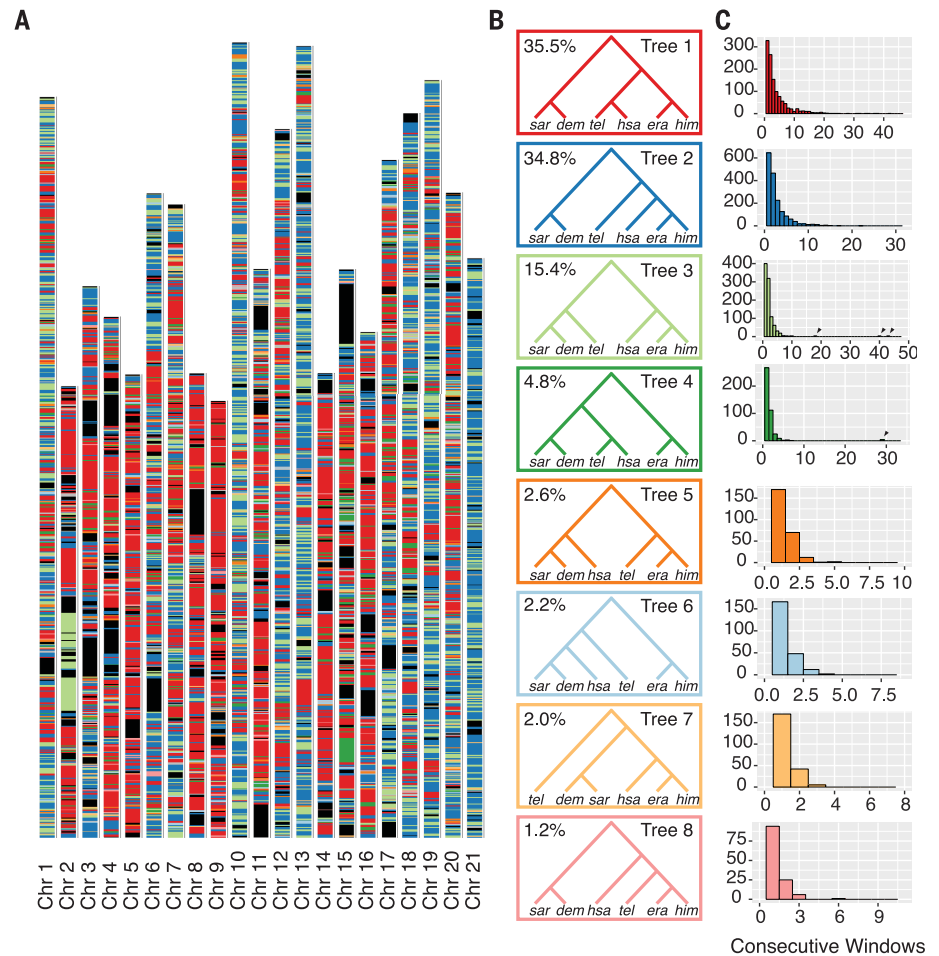 A
B
C
35.5% Tree 1
sar dem tel hsa era him
300
200
100
0
0 10 20 30 40
34.8% Tree 2
sar dem tel hsa era him
600
400
200
0
0 10 20 30
15.4% Tree 3
sar dem tel hsa era him
400
300
200
100
0
0 10 20 30 40 50
4.8% Tree 4
sar dem tel hsa era him
200
100
0
0 10 20 30
2.6% Tree 5
sar dem hsa tel era him
150
100
50
0
0.0 2.5 5.0 7.5 10
2.2% Tree 6
sar dem hsa tel era him
150
100
50
0
0.0 2.5 5.0 7.5
2.0% Tree 7
tel dem sar hsa era him
150
100
50
0
0 2 4 6 8
1.2% Tree 8
sar dem hsa tel era him
75
50
25
0
0 3 6 9
Consecutive Windows
Chr 1
Chr 2
Chr 3
Chr 4
Chr 5
Chr 6
Chr 7
Chr 8
Chr 9
Chr 10
Chr 11
Chr 12
Chr 13
Chr 14
Chr 15
Chr 16
Chr 17
Chr 18
Chr 19
Chr 20
Chr 21